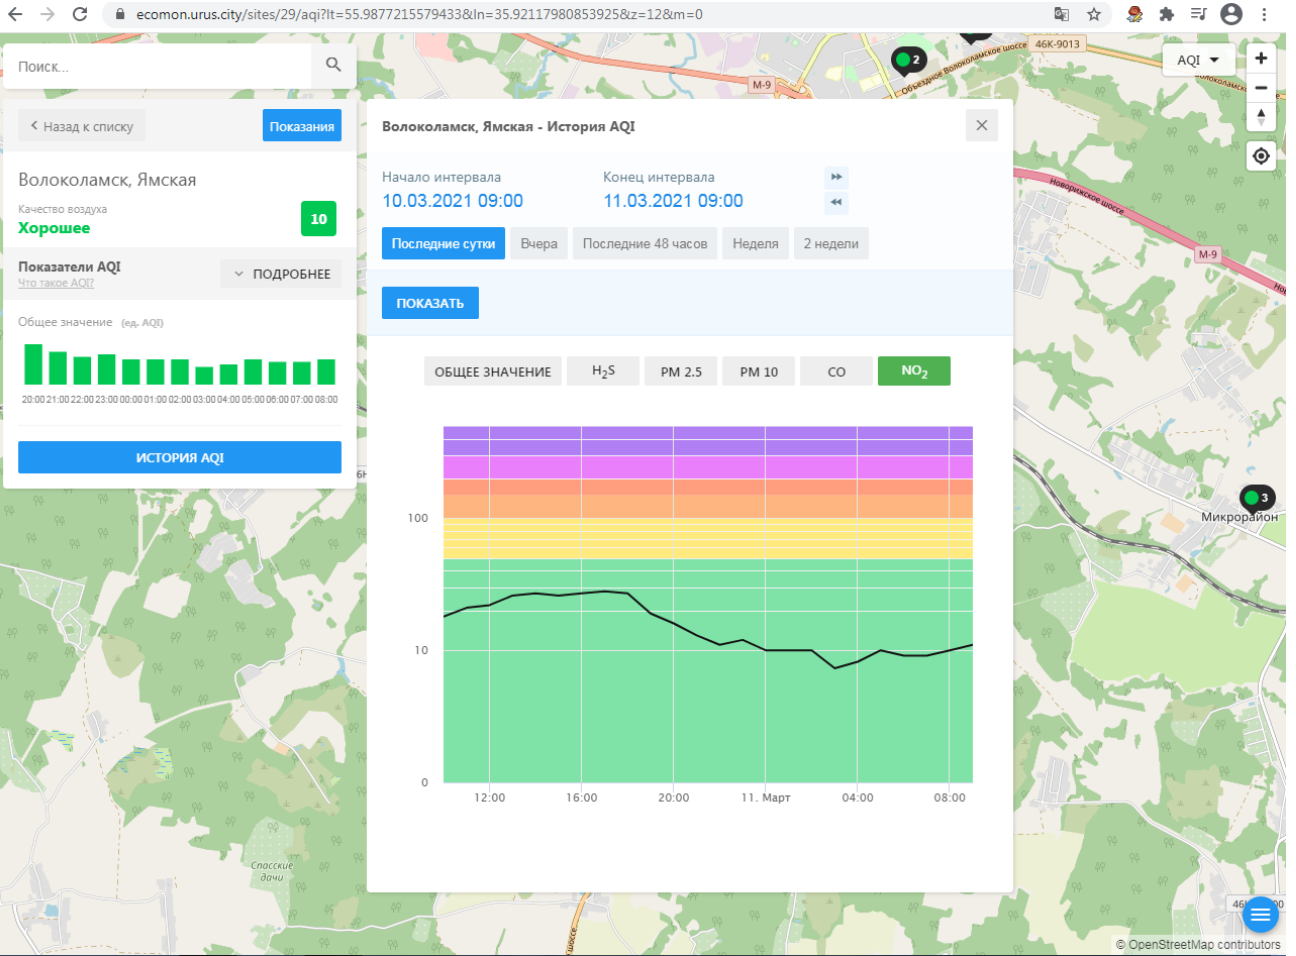 ecomon.urus.city/sites/29/aqi?lt=55.9877215579433&ln=35.92117980853925&z=12&m=0
Поиск...
Назад к списку
Показания
Волоколамск, Ямская
Качество воздуха
Хорошее
10
Показатели AQI
Что такое AQI?
ПОДРОБНЕЕ
Общее значение (ед. AQI)
20:00 21:00 22:00 23:00 00:00 01:00 02:00 03:00 04:00 05:00 06:00 07:00 08:00
ИСТОРИЯ AQI
Волоколамск, Ямская - История AQI
Начало интервала
10.03.2021 09:00
Конец интервала
11.03.2021 09:00
Последние сутки
Вчера
Последние 48 часов
Неделя
2 недели
ПОКАЗАТЬ
ОБЩЕЕ ЗНАЧЕНИЕ
H2S
PM 2.5
PM 10
CO
NO2
100
10
0
12:00 16:00 20:00 11. Март 04:00 08:00
M-9
2
Объездное Волоколамское шоссе
46К-9013
AQI
Новорижское шоссе
M-9
3
Микрорайон
Спасские
дачи
шоссе
© OpenStreetMap contributors